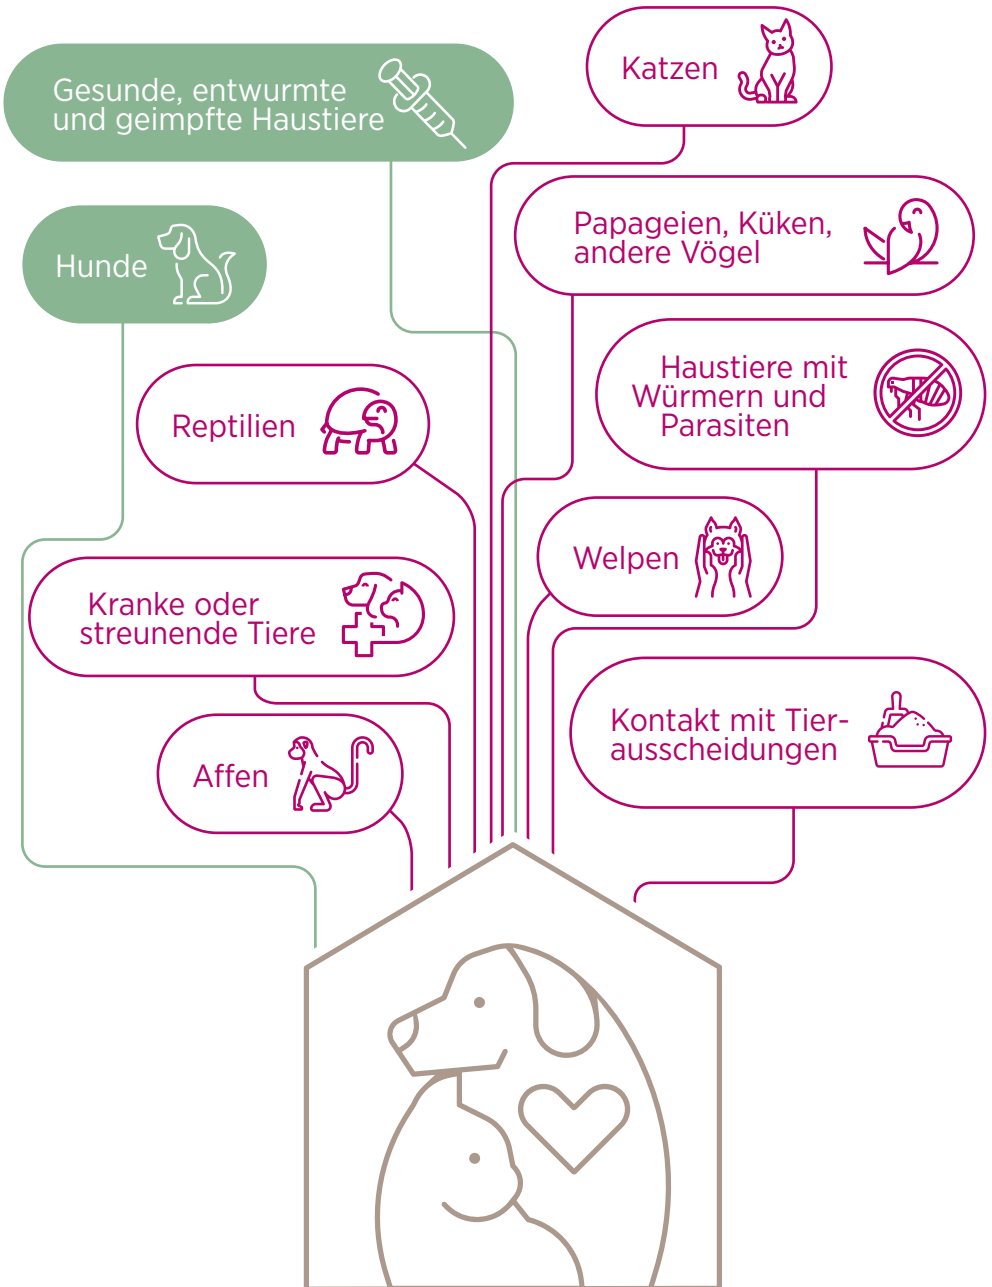 Gesunde, entwurmte
und geimpfte Haustiere
Katzen
Papageien, Küken,
andere Vögel
Hunde
Haustiere mit
Würmern und
Parasiten
Reptilien
Welpen
Kranke oder
streunende Tiere
Kontakt mit Tier-
ausscheidungen
Affen